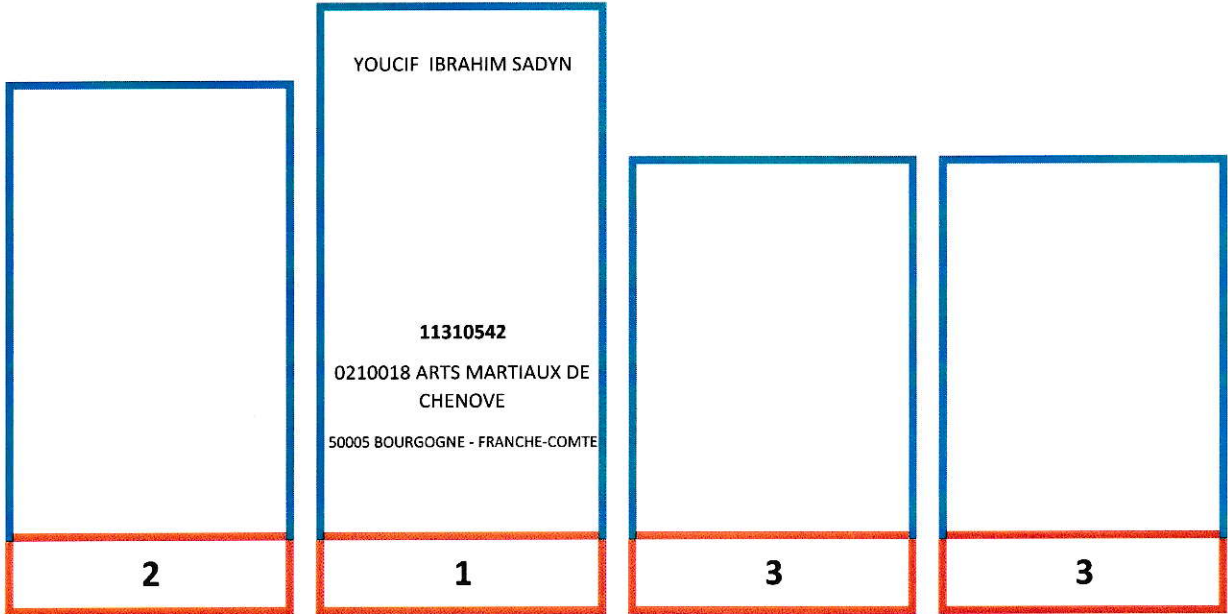 YOUCIF IBRAHIM SADYN
11310542
0210018 ARTS MARTIAUX DE
CHENOVE
50005 BOURGOGNE - FRANCHE-COMTE
2
1
3
3